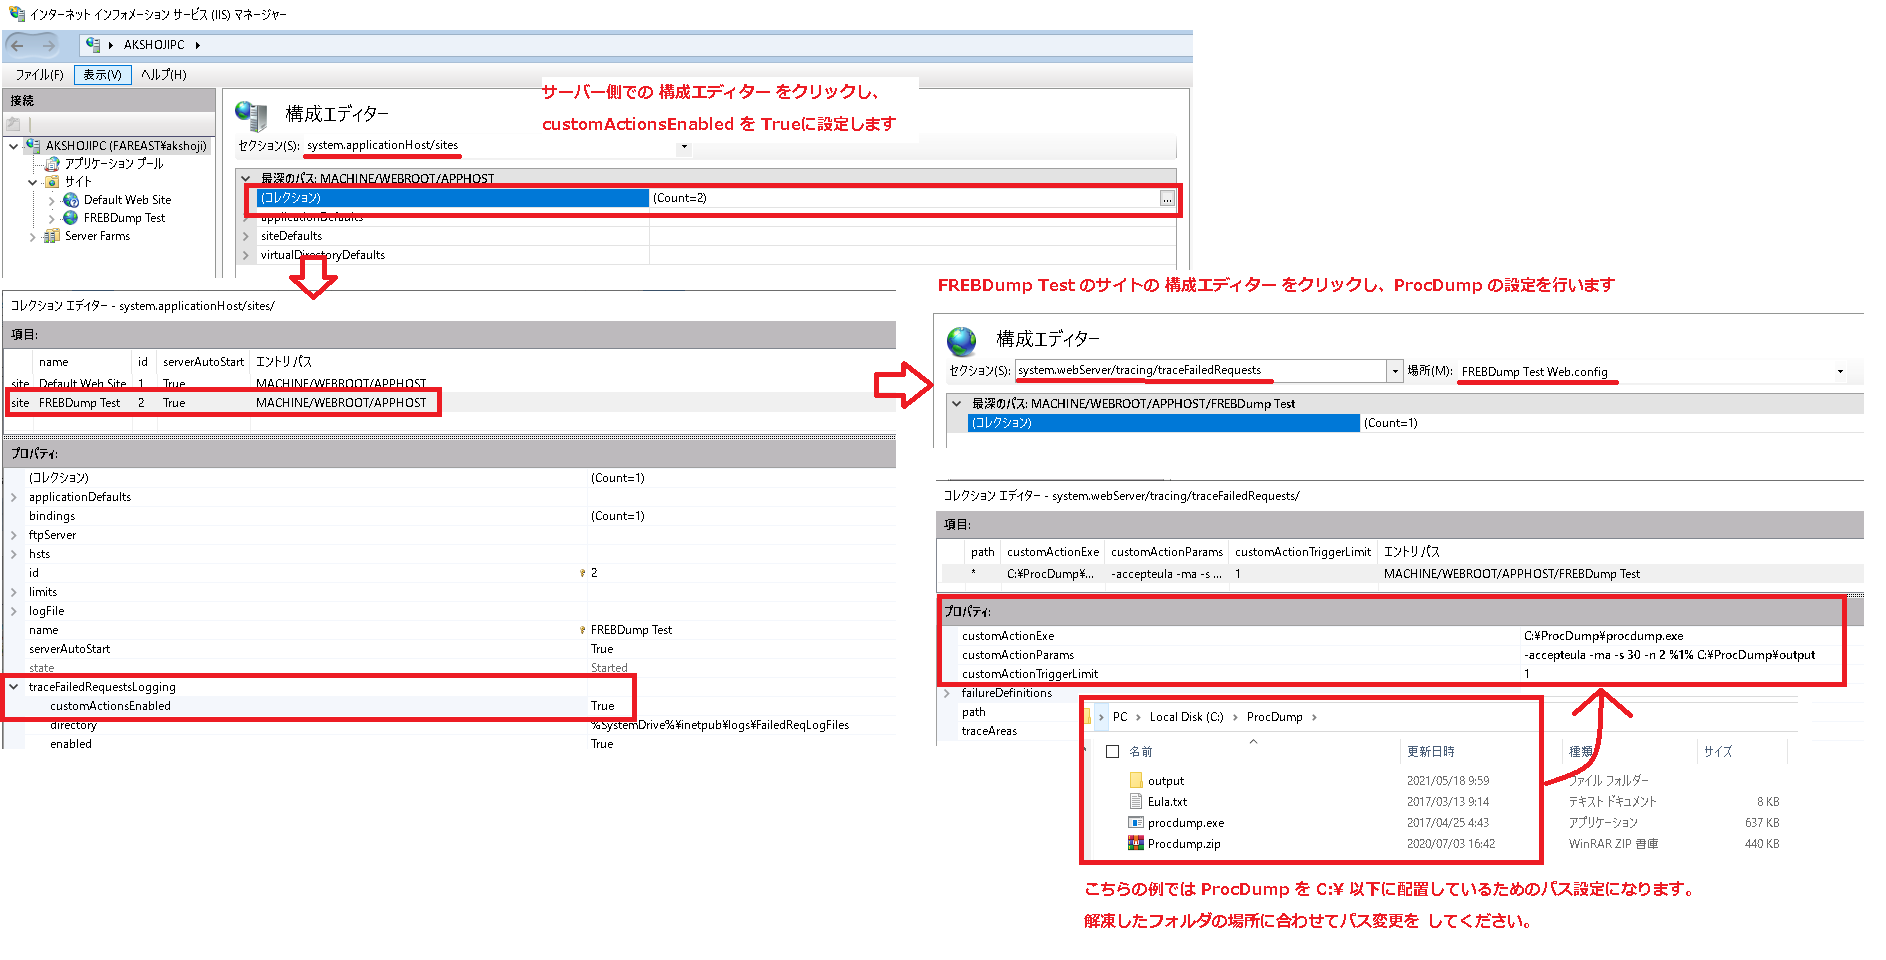 インターネット インフォメーション サービス (IIS) マネージャー
AKSHOJIPC
ファイル(F) 表示(V) ヘルプ(H)
接続
AKSHOJIPC (FAREAST¥akshoji)
アプリケーション プール
サイト
Default Web Site
FREBDump Test
Server Farms
サーバー側での 構成エディター をクリックし、
customActionsEnabled を Trueに設定します
構成エディター
セクション(S): system.applicationHost/sites
最深のパス: MACHINE/WEBROOT/APPHOST
(コレクション) (Count=2) ...
applicationDefaults
siteDefaults
virtualDirectoryDefaults
コレクション エディター - system.applicationHost/sites/
項目:
name id serverAutoStart エントリ パス
site Default Web Site 1 True MACHINE/WEBROOT/APPHOST
site FREBDump Test 2 True MACHINE/WEBROOT/APPHOST
プロパティ:
(コレクション) (Count=1)
applicationDefaults
bindings (Count=1)
ftpServer
hsts
id 2
limits
logFile
name FREBDump Test
serverAutoStart True
state Started
traceFailedRequestsLogging
customActionsEnabled True
directory %SystemDrive%¥inetpub¥logs¥FailedReqLogFiles
enabled True
FREBDump Test のサイトの 構成エディター をクリックし、ProcDump の設定を行います
構成エディター
セクション(S): system.webServer/tracing/traceFailedRequests 場所(M): FREBDump Test Web.config
最深のパス: MACHINE/WEBROOT/APPHOST/FREBDump Test
(コレクション) (Count=1)
コレクション エディター - system.webServer/tracing/traceFailedRequests/
項目:
path customActionExe customActionParams customActionTriggerLimit エントリ パス
* C:¥ProcDump¥... -accepteula -ma -s ... 1 MACHINE/WEBROOT/APPHOST/FREBDump Test
プロパティ:
customActionExe C:¥ProcDump¥procdump.exe
customActionParams -accepteula -ma -s 30 -n 2 %1% C:¥ProcDump¥output
customActionTriggerLimit 1
failureDefinitions
path
traceAreas
PC Local Disk (C:) ProcDump
名前 更新日時 種類 サイズ
output 2021/05/18 9:59 ファイル フォルダー
Eula.txt 2017/03/13 9:14 テキスト ドキュメント 8 KB
procdump.exe 2017/04/25 4:43 アプリケーション 637 KB
Procdump.zip 2020/07/03 16:42 WinRAR ZIP 書庫 440 KB
こちらの例では ProcDump を C:¥ 以下に配置しているためのパス設定になります。
解凍したフォルダの場所に合わせてパス変更を してください。